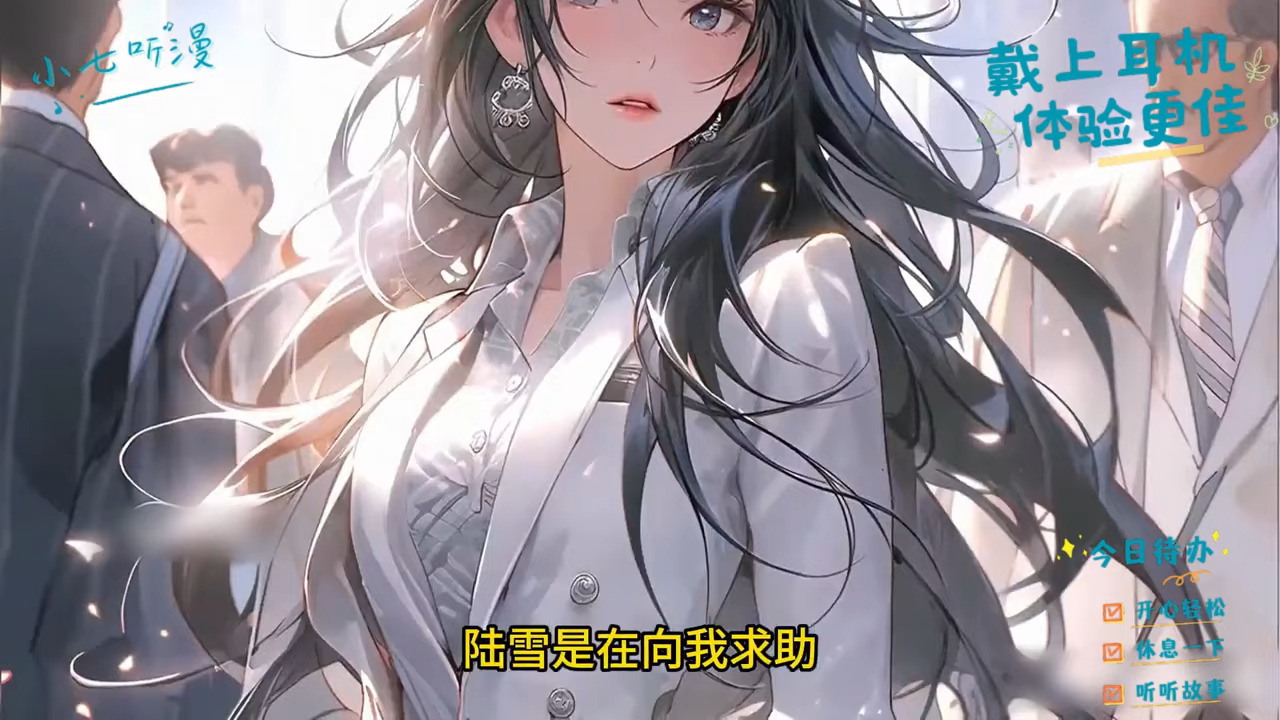 小七听漫
戴上耳机
体验更佳
今日待办
开心轻松
休息一下
听听故事
陆雪是在向我求助